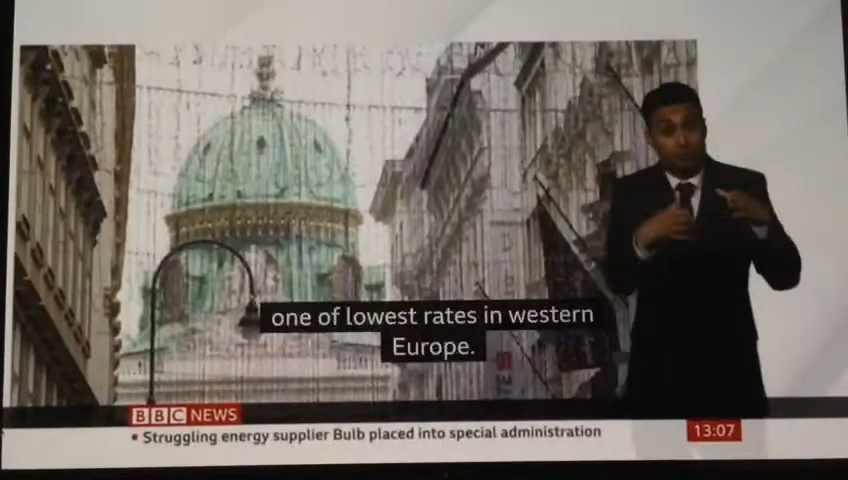 one of lowest rates in western
Europe.
BBC NEWS
Struggling energy supplier Bulb placed into special administration
13:07